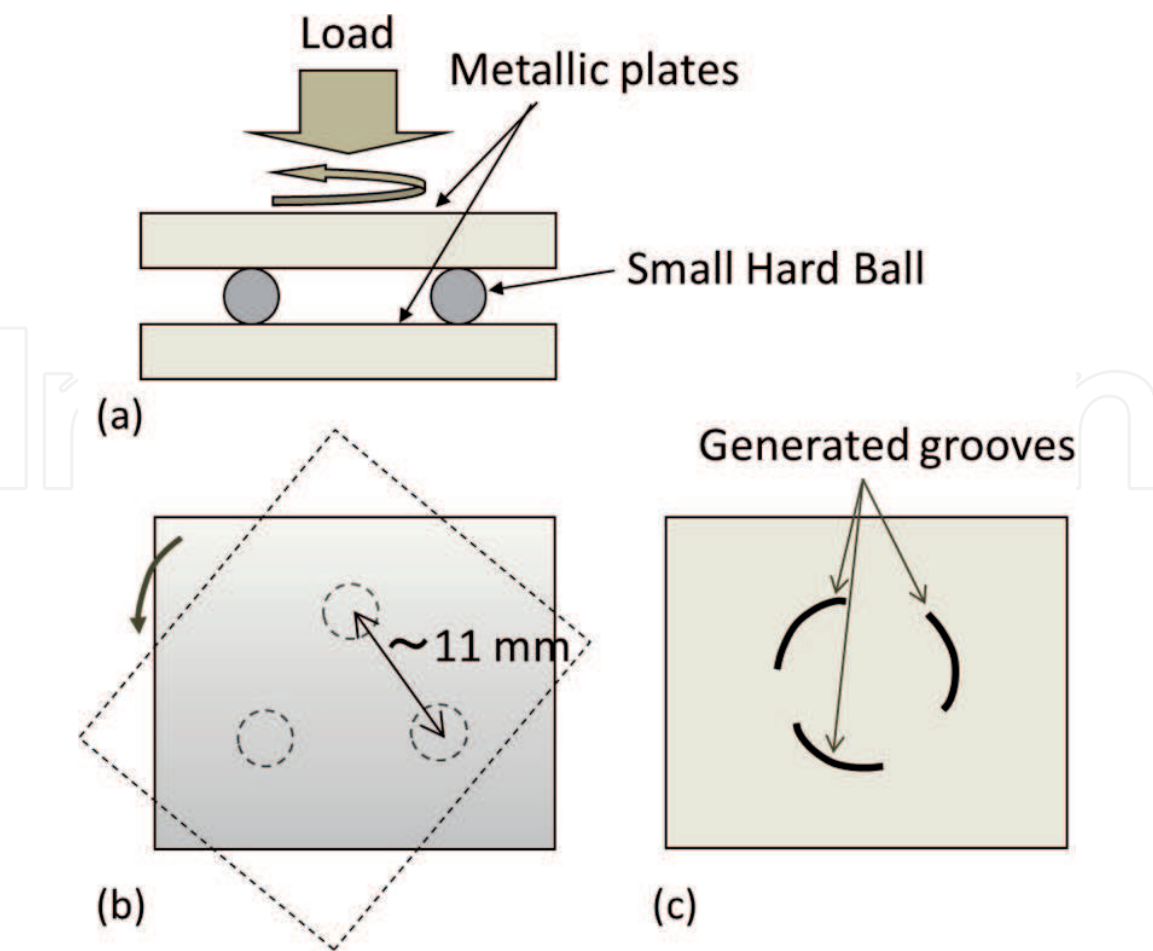 Load
Metallic plates
Small Hard Ball
(a)
Generated grooves
~11 mm
(b)
(c)